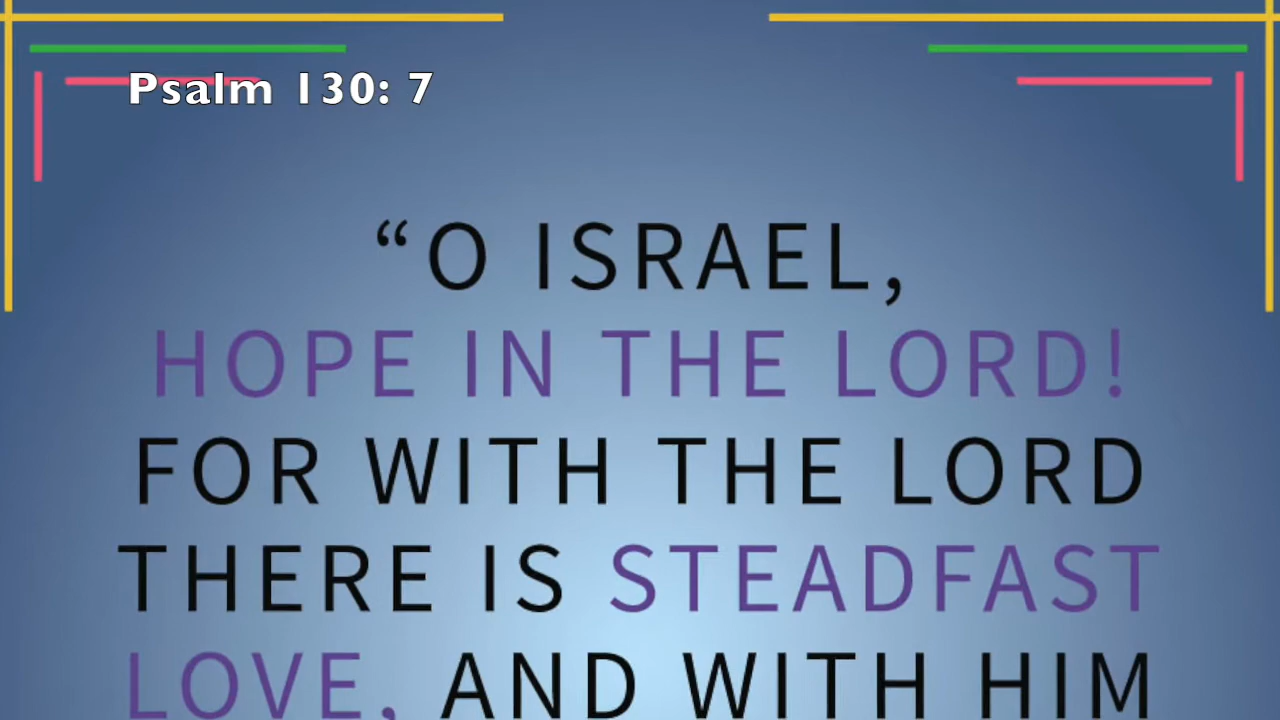 Psalm 130: 7
“O ISRAEL,
HOPE IN THE LORD!
FOR WITH THE LORD
THERE IS STEADFAST
LOVE, AND WITH HIM